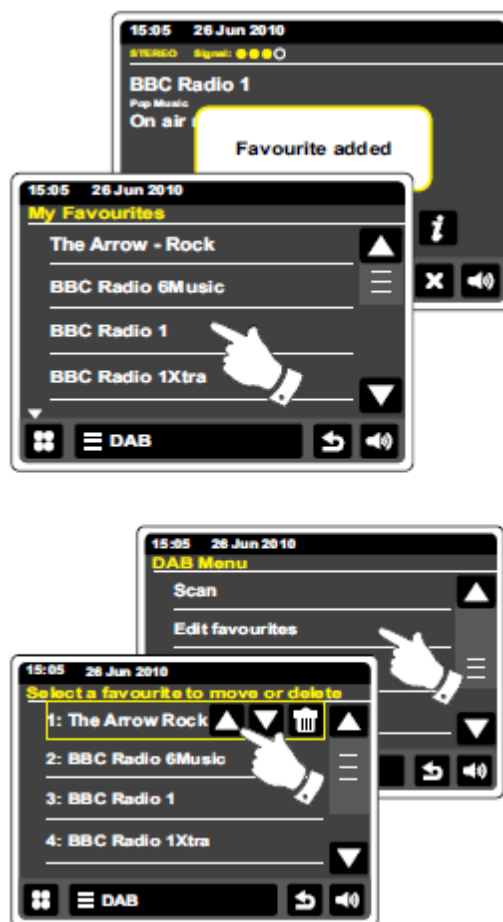 15:05 26 Jun 2010
STEREO Signal:
BBC Radio 1
Pop Music
On air
Favourite added
15:05 26 Jun 2010
My Favourites
The Arrow - Rock
BBC Radio 6Music
BBC Radio 1
BBC Radio 1Xtra
DAB
15:05 26 Jun 2010
DAB Menu
Scan
Edit favourites
15:05 26 Jun 2010
Select a favourite to move or delete
1: The Arrow Rock
2: BBC Radio 6Music
3: BBC Radio 1
4: BBC Radio 1Xtra
DAB